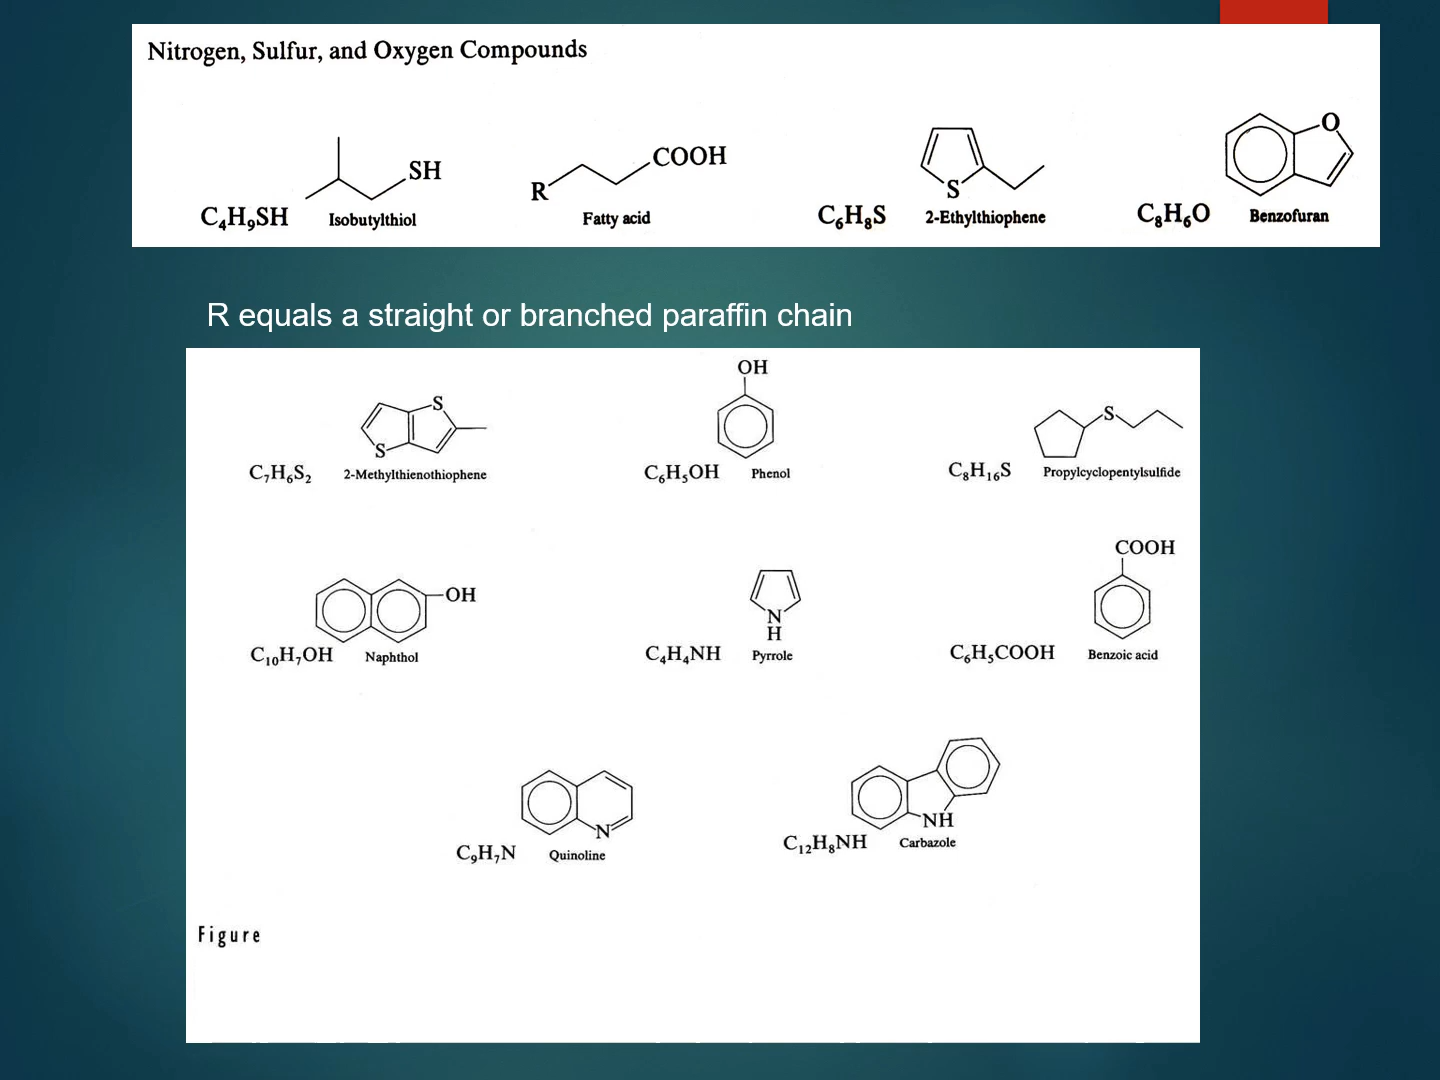 Nitrogen, Sulfur, and Oxygen Compounds
SH
C₄H₉SH Isobutylthiol
COOH
R
Fatty acid
S
C₆H₈S 2-Ethylthiophene
O
C₈H₆O Benzofuran
R equals a straight or branched paraffin chain
S
S
C₇H₆S₂ 2-Methylthienothiophene
OH
C₆H₅OH Phenol
S
C₈H₁₆S Propylcyclopentylsulfide
OH
C₁₀H₇OH Naphthol
N
H
C₄H₄NH Pyrrole
COOH
C₆H₅COOH Benzoic acid
N
C₉H₇N Quinoline
NH
C₁₂H₈NH Carbazole
Figure